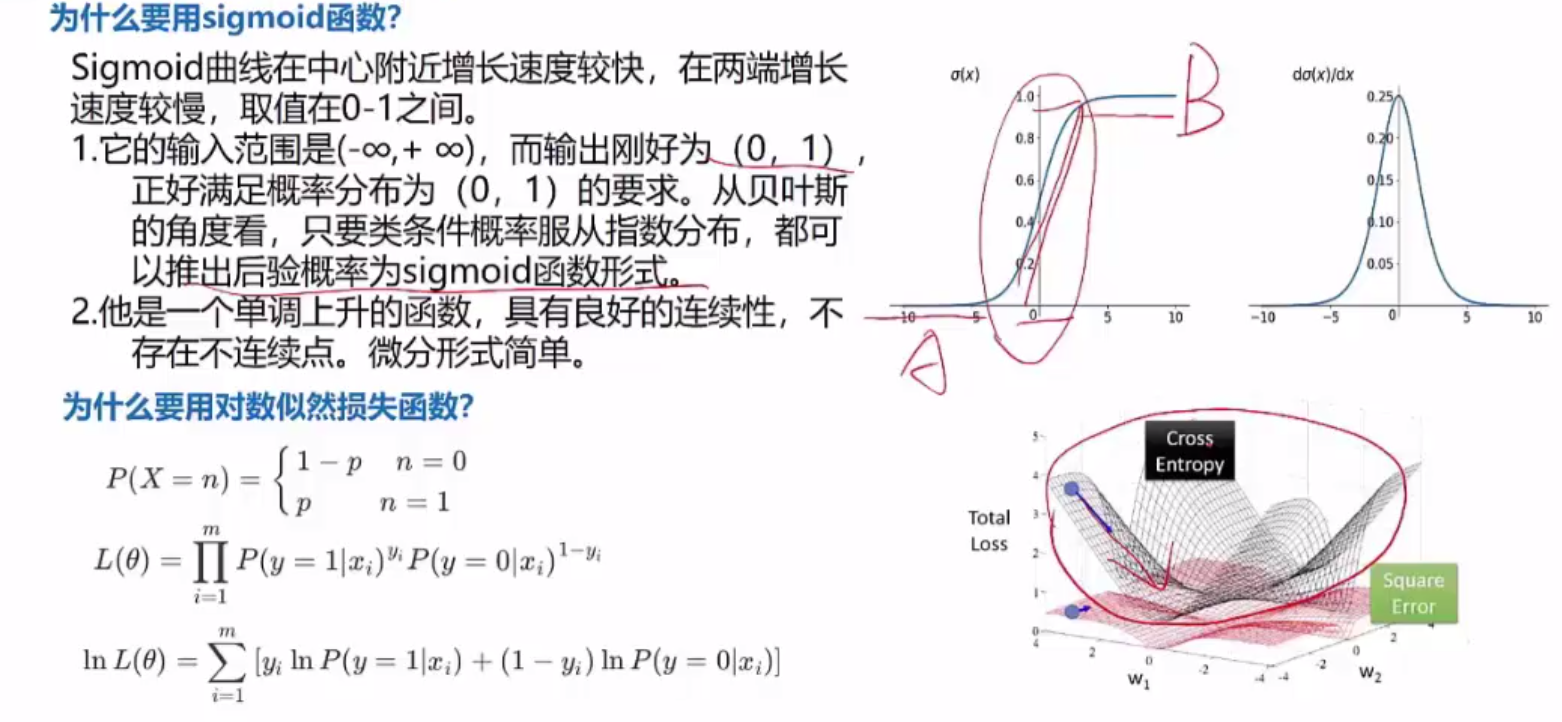 为什么要用sigmoid函数?
Sigmoid曲线在中心附近增长速度较快，在两端增长
速度较慢，取值在0-1之间。
1.它的输入范围是(-∞,+ ∞)，而输出刚好为（0，1），
正好满足概率分布为（0，1）的要求。从贝叶斯
的角度看，只要类条件概率服从指数分布，都可
以推出后验概率为sigmoid函数形式。
2.他是一个单调上升的函数，具有良好的连续性，不
存在不连续点。微分形式简单。
σ(x)
1.0
0.8
0.6
0.4
0.2
-10 -5 0 5 10
A
B
dσ(x)/dx
0.25
0.20
0.15
0.10
0.05
-10 -5 0 5 10
为什么要用对数似然损失函数?
P(X = n) = { 1 − p n = 0
p n = 1
L(θ) = ∏_{i=1}^{m} P(y = 1|x_i)^{y_i} P(y = 0|x_i)^{1−y_i}
ln L(θ) = ∑_{i=1}^{m} [y_i ln P(y = 1|x_i) + (1 − y_i) ln P(y = 0|x_i)]
Cross
Entropy
Total
Loss
5
4
3
2
1
0
Square
Error
4 2 0 -2 -4
W₁
-4 -2 0 2 4
W₂